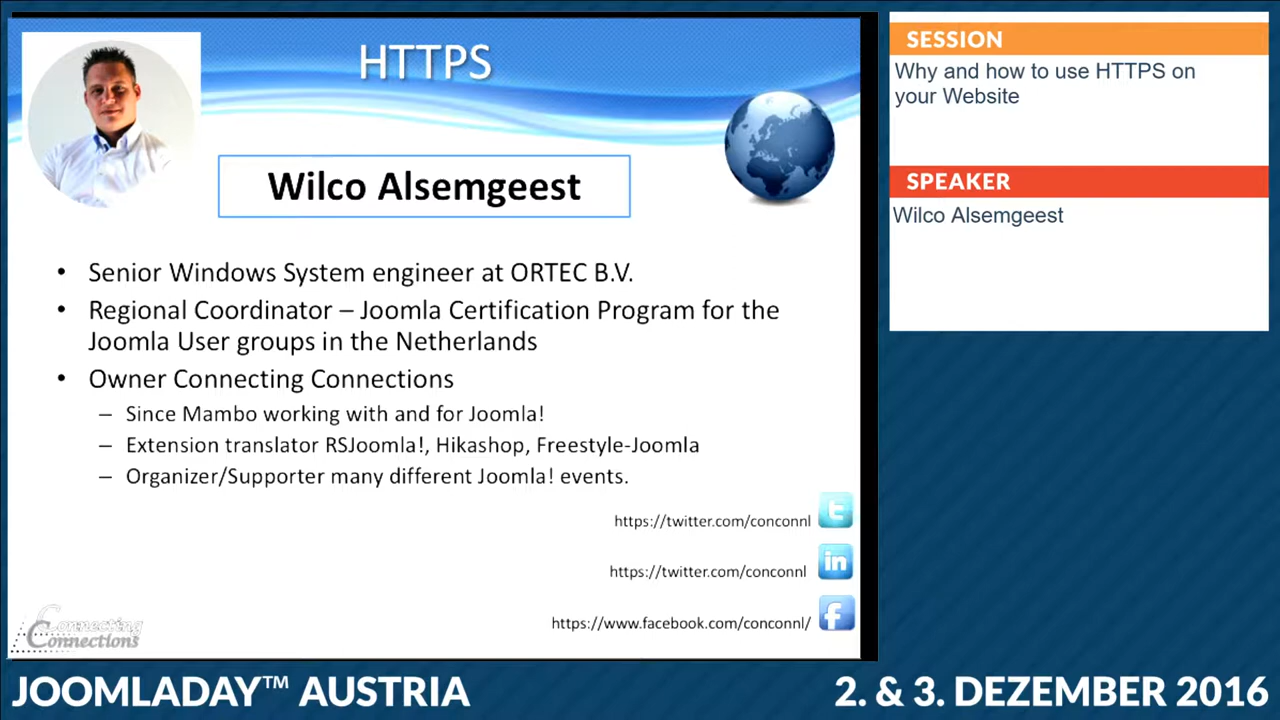 HTTPS
Wilco Alsemgeest
• Senior Windows System engineer at ORTEC B.V.
• Regional Coordinator – Joomla Certification Program for the
Joomla User groups in the Netherlands
• Owner Connecting Connections
– Since Mambo working with and for Joomla!
– Extension translator RSJoomla!, Hikashop, Freestyle-Joomla
– Organizer/Supporter many different Joomla! events.
https://twitter.com/conconnl
https://twitter.com/conconnl
https://www.facebook.com/conconnl/
Connecting
Connections
SESSION
Why and how to use HTTPS on
your Website
SPEAKER
Wilco Alsemgeest
JOOMLADAY™ AUSTRIA
2. & 3. DEZEMBER 2016